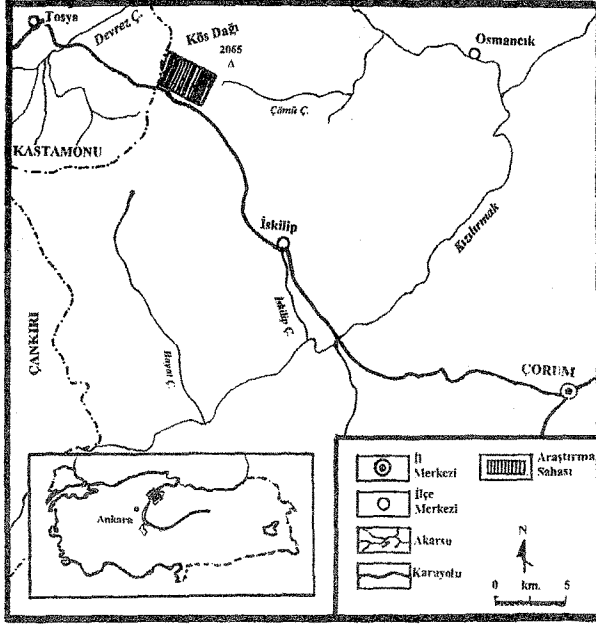 Tosya
Devrez Ç.
Kös Dağı
2065
Osmancık
Çömü Ç.
KASTAMONU
İskilip
Kızılırmak
ÇANKIRI
İskilip Ç.
Bayat Ç.
ÇORUM
İl
Merkezi
Araştırma
Sahası
İlçe
Merkezi
Ankara
Akarsu
N
Karayolu
0 km. 5